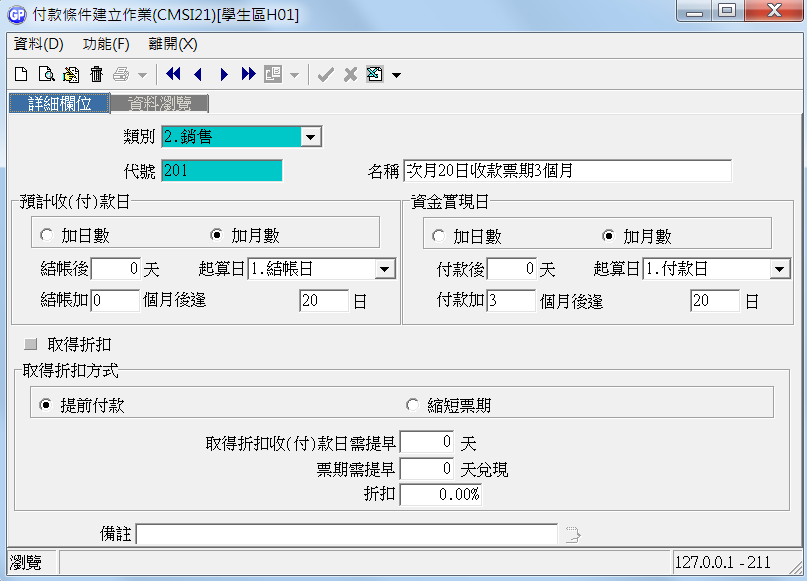 GP 付款條件建立作業(CMSI21)[學生區H01]
資料(D) 功能(F) 離開(X)
詳細欄位 資料瀏覽
類別 2.銷售
代號 201 名稱 次月20日收款票期3個月
預計收(付)款日 資金實現日
加日數 加月數 加日數 加月數
結帳後 0 天 起算日 1.結帳日 付款後 0 天 起算日 1.付款日
結帳加 0 個月後逢 20 日 付款加 3 個月後逢 20 日
取得折扣
取得折扣方式
提前付款 縮短票期
取得折扣收(付)款日需提早 0 天
票期需提早 0 天兌現
折扣 0.00%
備註
瀏覽 127.0.0.1 - 211